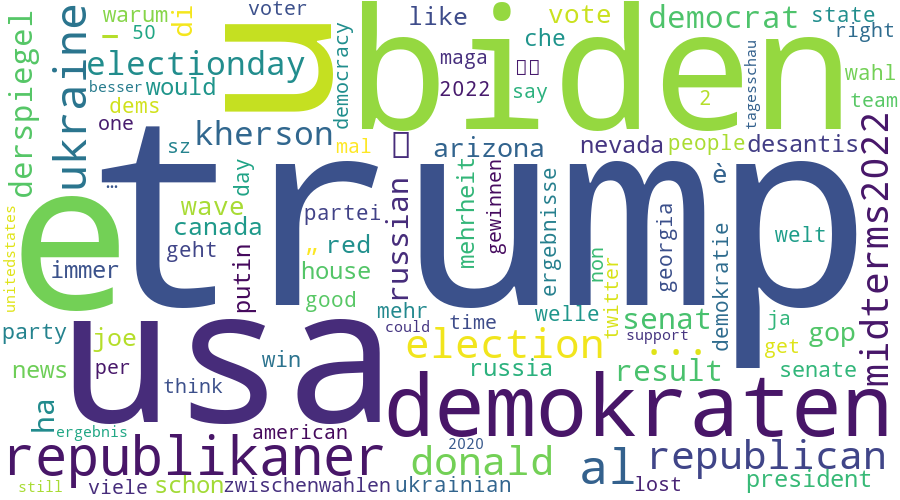 warum
di
voter
like
vote
democrat
state
right
ukraine
–
50
electionday
u
biden
che
maga
2022
say
wahl
team
besser
would
democracy
2
tagesschau
derspiegel
dems
one
kherson
mal
arizona
nevada
people
desantis
midterms2022
sz
day
trump
e
è
wave
canada
geht
partei
„
red
russian
mehrheit
gewinnen
ergebnisse
georgia
demokratie
welt
unitedstates
immer
...
putin
house
good
non
twitter
mehr
could
time
welle
senat
support
ja
gop
party
joe
usa
election
...
get
news
per
win
think
russia
result
senate
ha
demokraten
ergebnis
american
2020
republikaner
donald
al
republican
still
viele
schon
zwischenwahlen
ukrainian
lost
president